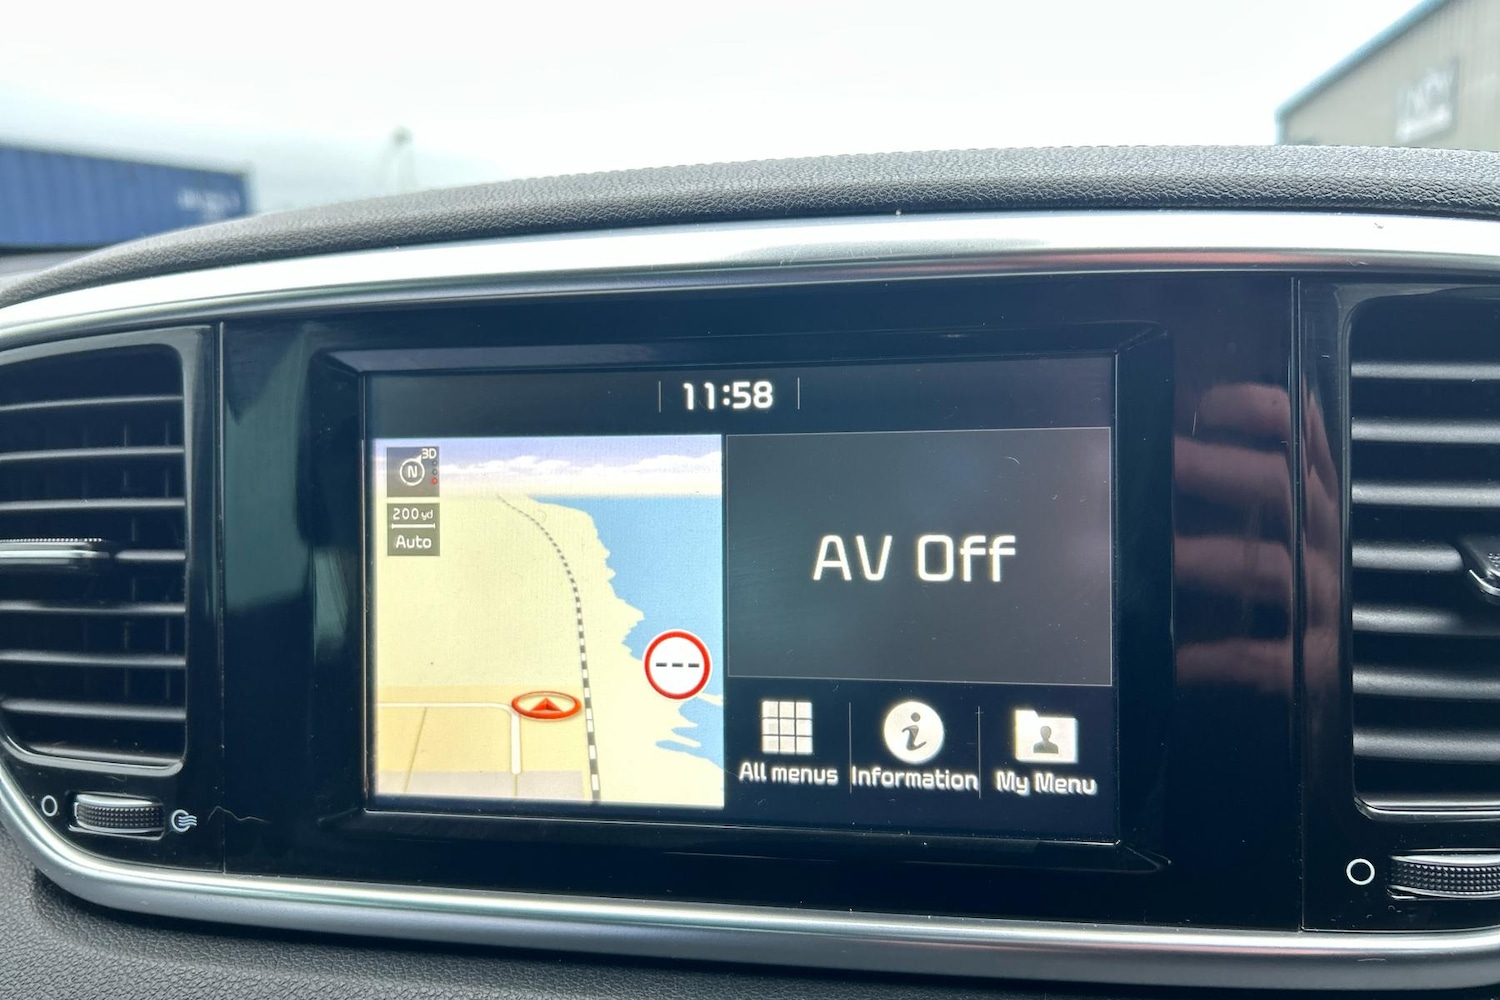 11:58
3D
N
200 yd
Auto
---
AV Off
All menus
Information
My Menu